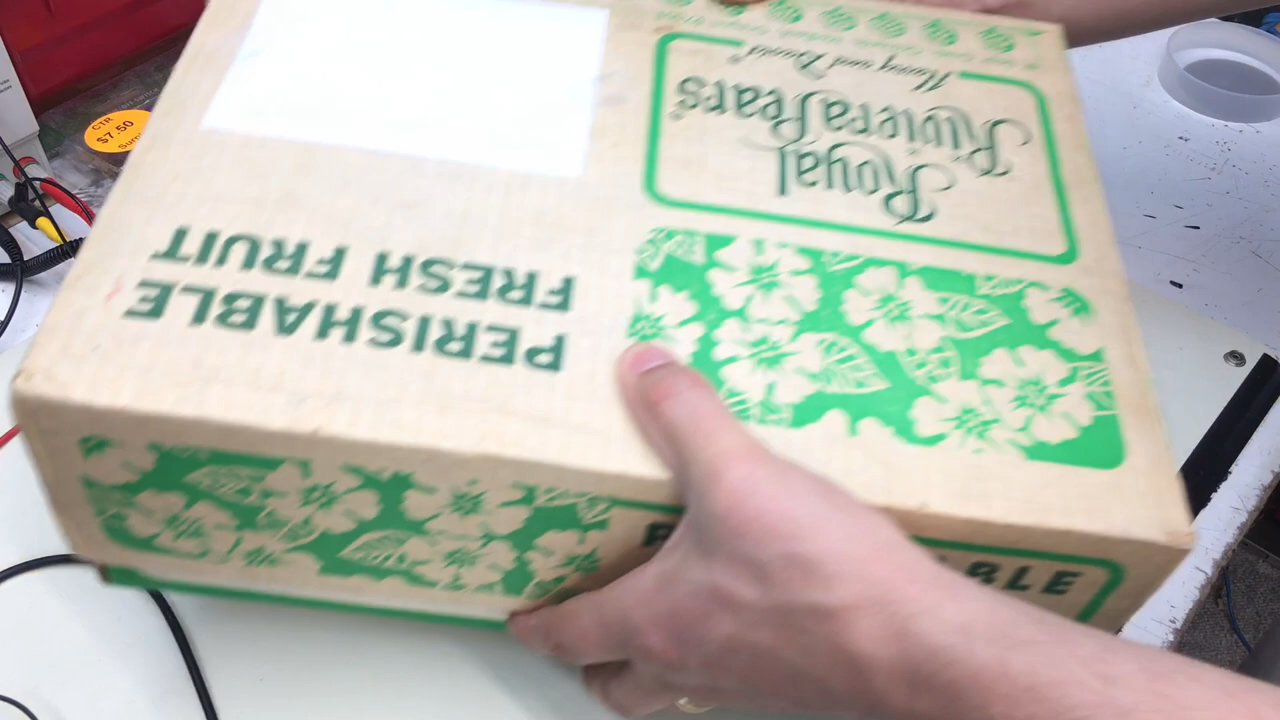 PERISHABLE
FRESH FRUIT
Royal
Riviera Pears®
Harry and David®
BLE
CTR
$7.50